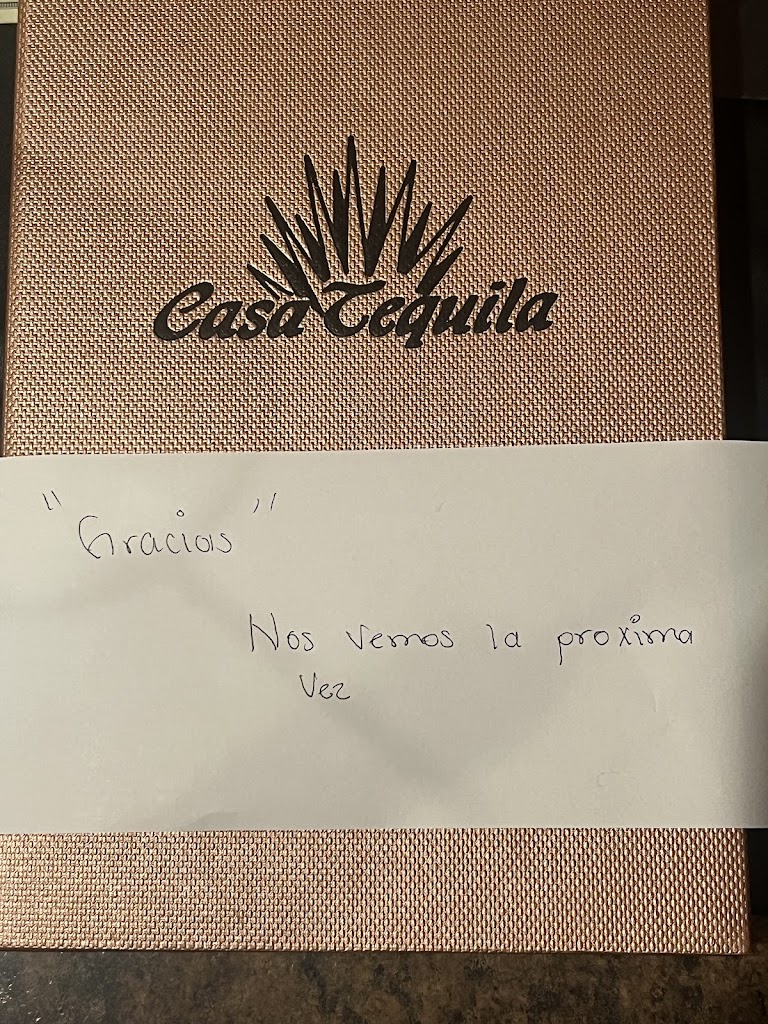 Casa Tequila
"Gracias"
Nos vemos la proxima
vez